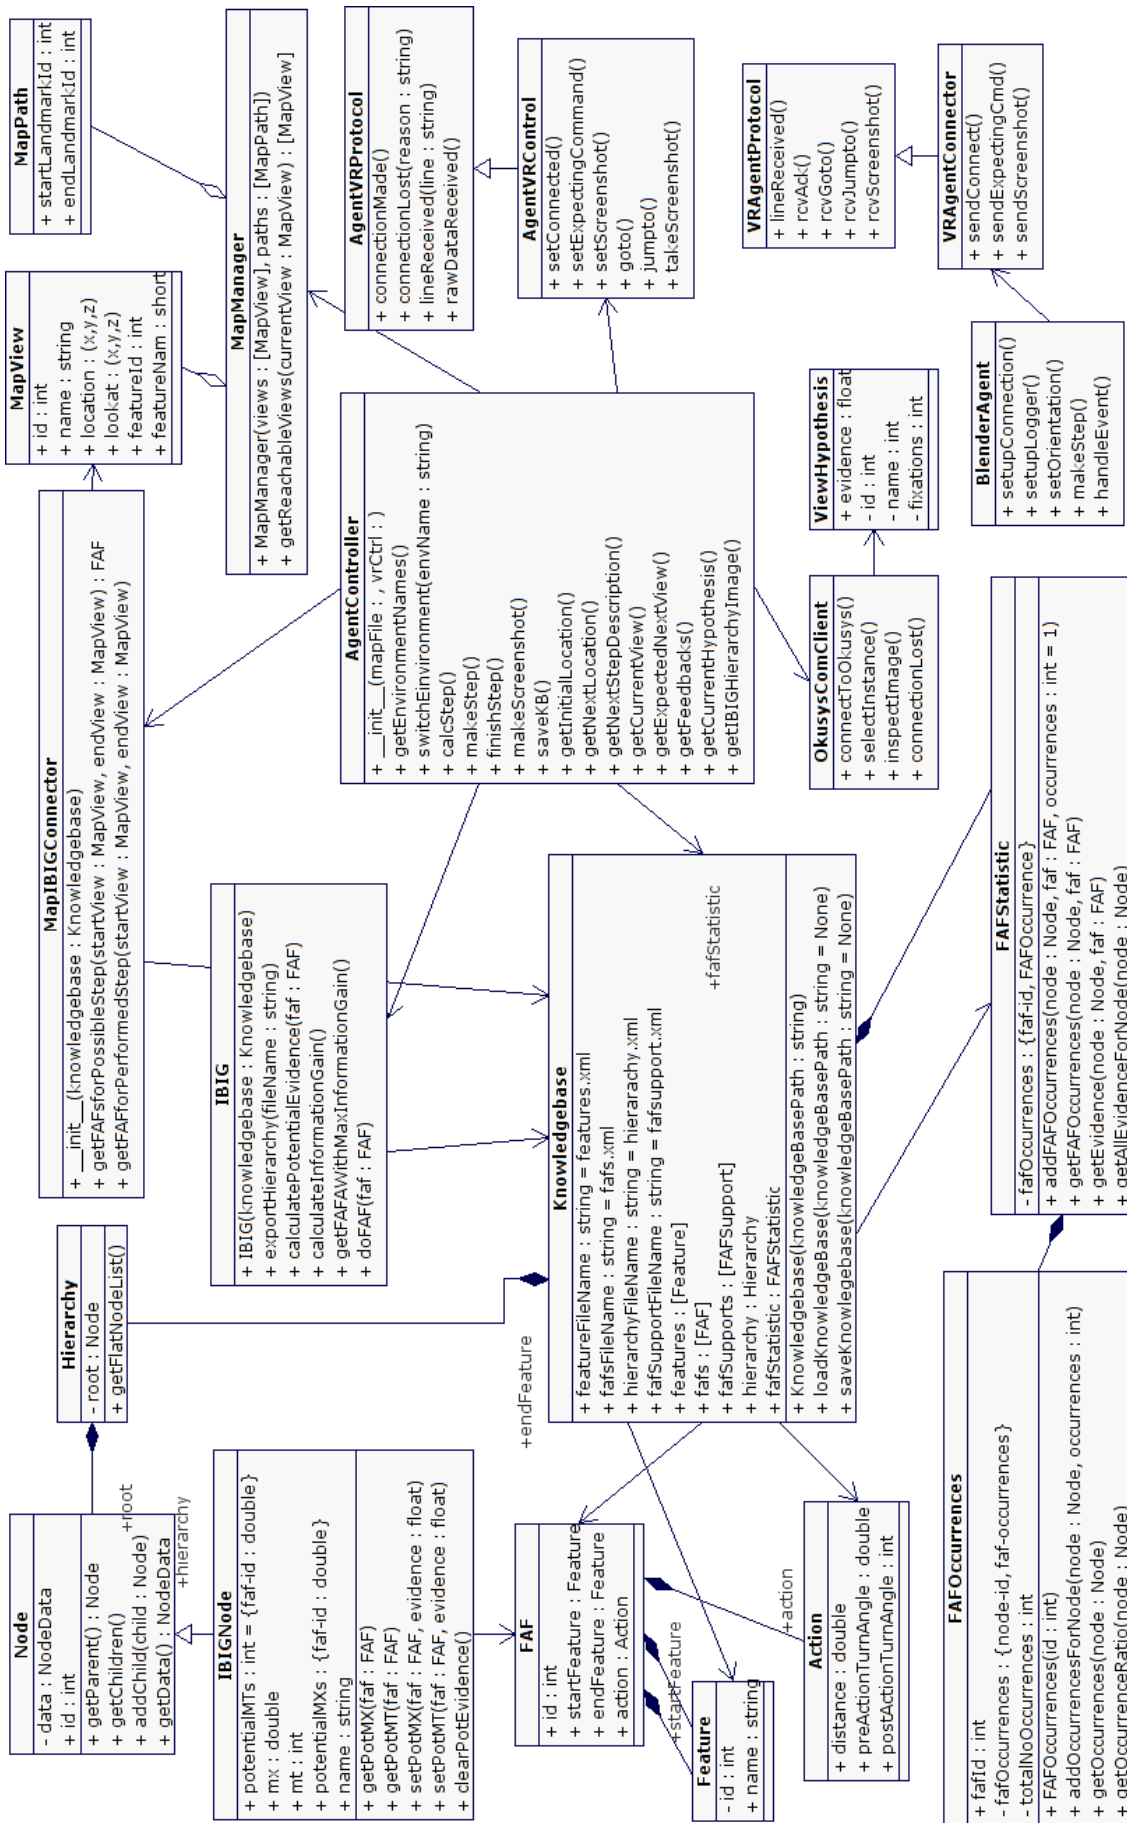 Node
- data : NodeData
+ id : int
+ getParent() : Node
+ getChildren()
+ addChild(child : Node)
+ getData() : NodeData
+root
+hierarchy
Hierarchy
- root : Node
+ getFlatNodeList()
MapIBIGConnector
+ __init__(knowledgebase : Knowledgebase)
+ getFAFsforPossibleStep(startView : MapView, endView : MapView) : FAF
+ getFAFforPerformedStep(startView : MapView, endView : MapView)
MapView
+ id : int
+ name : string
+ location : (x,y,z)
+ lookat : (x,y,z)
+ featureId : int
+ featureNam : short
MapPath
+ startLandmarkId : int
+ endLandmarkId : int
IBIGNode
+ potentialMTs : int = {faf-id : double}
+ mx : double
+ mt : int
+ potentialMXs : {faf-id : double}
+ name : string
+ getPotMX(faf : FAF)
+ getPotMT(faf : FAF)
+ setPotMX(faf : FAF, evidence : float)
+ setPotMT(faf : FAF, evidence : float)
+ clearPotEvidence()
IBIG
+ IBIG(knowledgebase : Knowledgebase)
+ exportHierarchy(fileName : string)
+ calculatePotentialEvidence(faf : FAF)
+ calculateInformationGain()
+ getFAFAWithMaxInformationGain()
+ doFAF(faf : FAF)
MapManager
+ MapManager(views : [MapView], paths : [MapPath])
+ getReachableViews(currentView : MapView) : [MapView]
AgentController
+ __init__(mapFile : , vrCtrl : )
+ getEnvironmentNames()
+ switchEinvironment(envName : string)
+ calcStep()
+ makeStep()
+ finishStep()
+ makeScreenshot()
+ saveKB()
+ getInitialLocation()
+ getNextLocation()
+ getNextStepDescription()
+ getCurrentView()
+ getExpectedNextView()
+ getFeedbacks()
+ getCurrentHypothesis()
+ getIBIGHierarchyImage()
AgentVRProtocol
+ connectionMade()
+ connectionLost(reason : string)
+ lineReceived(line : string)
+ rawDataReceived()
AgentVRControl
+ setConnected()
+ setExpectingCommand()
+ setScreenshot()
+ goto()
+ jumpto()
+ takeScreenshot()
FAF
+ id : int
+ startFeature : Feature
+ endFeature : Feature
+ action : Action
+endFeature
+startFeature
+action
Knowledgebase
+ featureFileName : string = features.xml
+ fafsFileName : string = fafs.xml
+ hierarchyFileName : string = hierarachy.xml
+ fafSupportFileName : string = fafsupport.xml
+ features : [Feature]
+ fafs : [FAF]
+ fafSupports : [FAFSupport]
+ hierarchy : Hierarchy
+ fafStatistic : FAFStatistic
+ Knowledgebase(knowledgeBasePath : string)
+ loadKnowledgeBase(knowledgeBasePath : string = None)
+ saveKnowlegebase(knowledgeBasePath : string = None)
+fafStatistic
Feature
- id : int
+ name : string
Action
+ distance : double
+ preActionTurnAngle : double
+ postActionTurnAngle : int
OkusysComClient
+ connectToOkusys()
+ selectInstance()
+ inspectImage()
+ connectionLost()
ViewHypothesis
+ evidence : float
- id : int
- name : int
- fixations : int
VRAgentProtocol
+ lineReceived()
+ rcvAck()
+ rcvGoto()
+ rcvJumpto()
+ rcvScreenshot()
VRAgentConnector
+ sendConnect()
+ sendExpectingCmd()
+ sendScreenshot()
BlenderAgent
+ setupConnection()
+ setupLogger()
+ setOrientation()
+ makeStep()
+ handleEvent()
FAFOccurrences
+ fafId : int
- fafOccurrences : {node-id, faf-occurrences}
- totalNoOccurrences : int
+ FAFOccurrences(id : int)
+ addOccurrencesForNode(node : Node, occurrences : int)
+ getOccurrences(node : Node)
+ getOccurrenceRatio(node : Node)
FAFStatistic
- fafOccurrences : {faf-id, FAFOccurrence}
+ addFAFOccurrences(node : Node, faf : FAF, occurrences : int = 1)
+ getFAFOccurrences(node : Node, faf : FAF)
+ getEvidence(node : Node, faf : FAF)
+ getAllEvidenceForNode(node : Node)